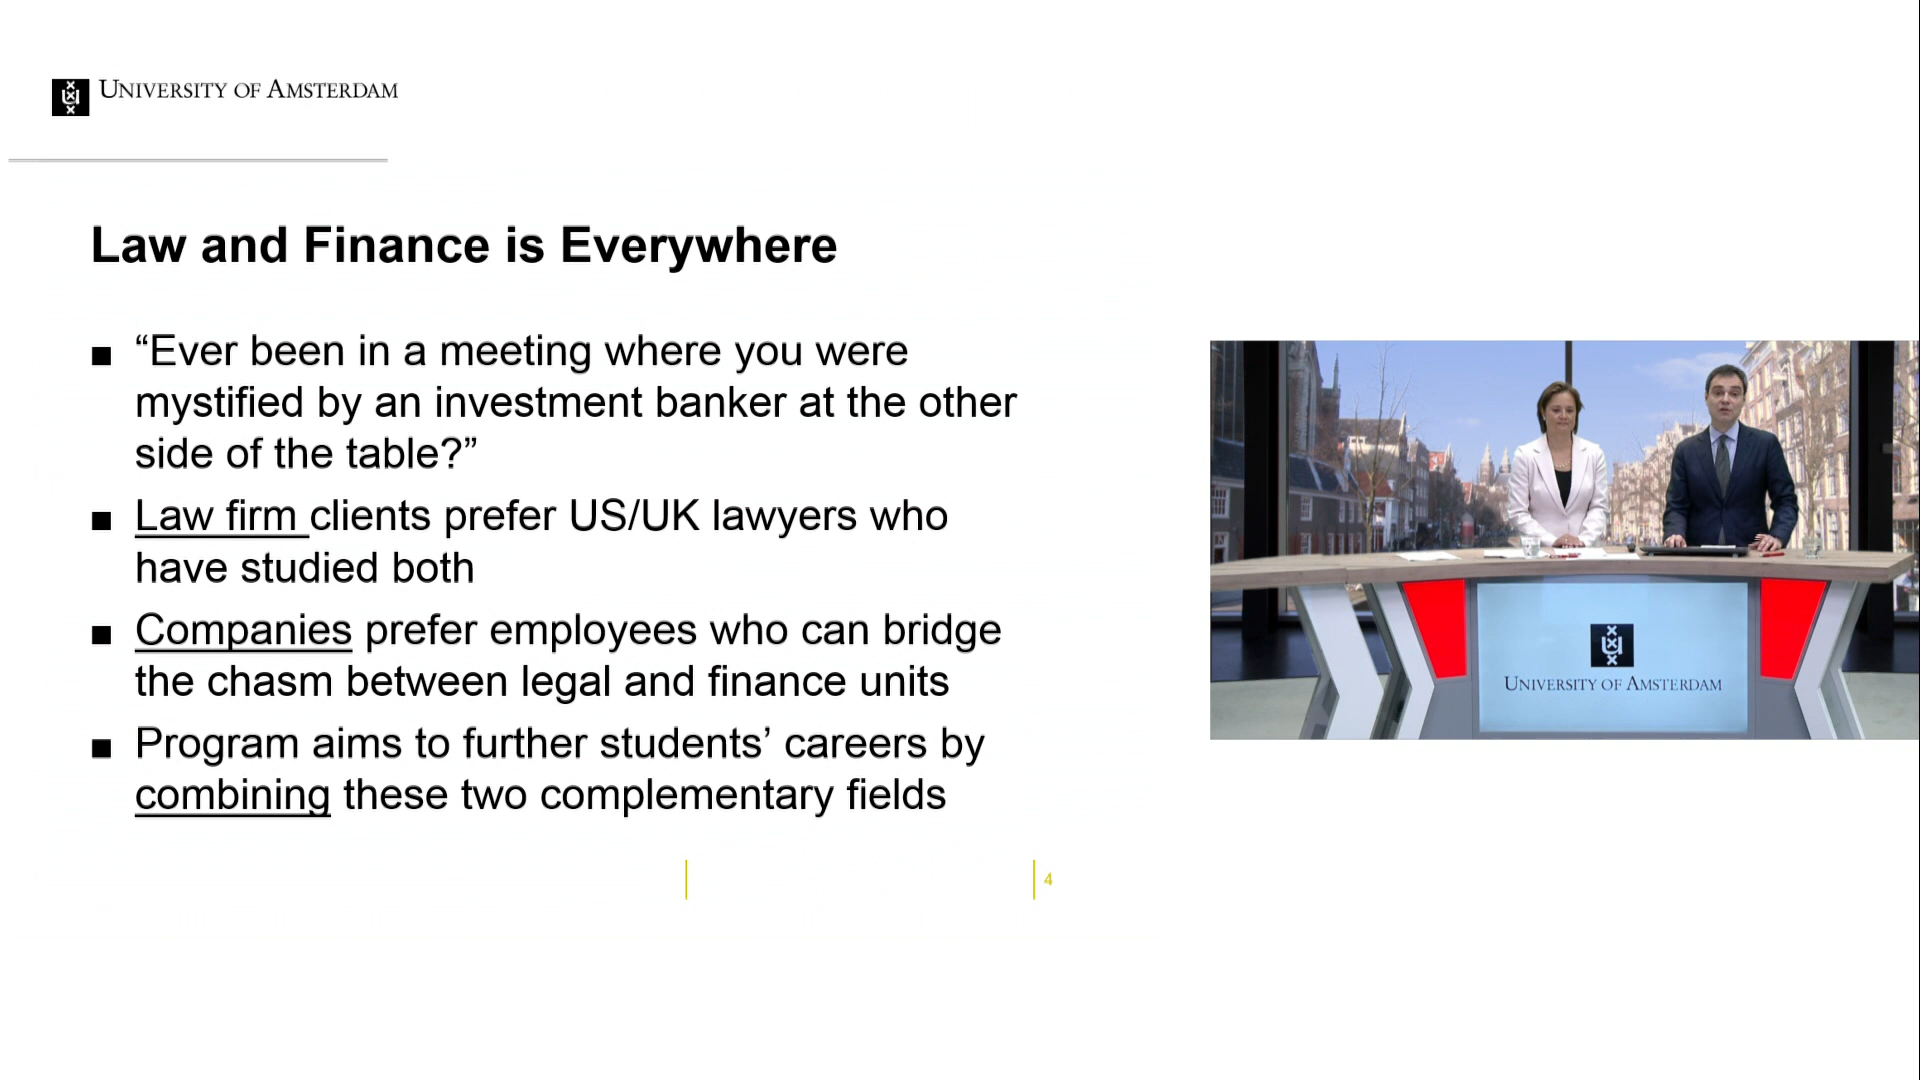 UNIVERSITY OF AMSTERDAM
Law and Finance is Everywhere
“Ever been in a meeting where you were
mystified by an investment banker at the other
side of the table?”
Law firm clients prefer US/UK lawyers who
have studied both
Companies prefer employees who can bridge
the chasm between legal and finance units
Program aims to further students’ careers by
combining these two complementary fields
4
UNIVERSITY OF AMSTERDAM